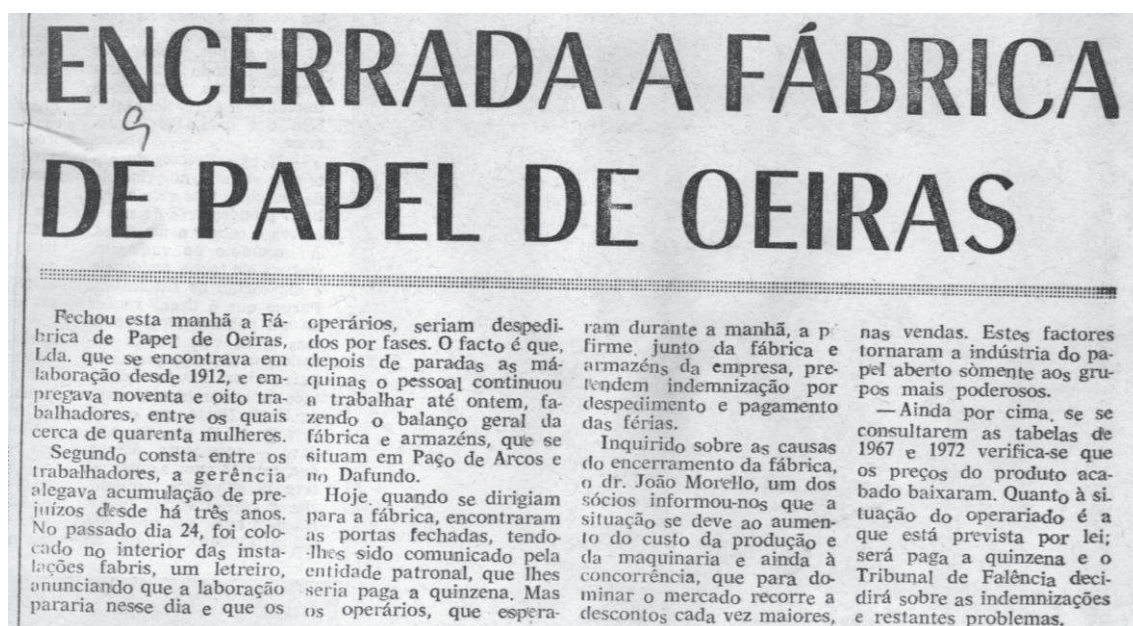 ENCERRADA A FÁBRICA
DE PAPEL DE OEIRAS
Fechou esta manhã a Fá-
brica de Papel de Oeiras,
Lda. que se encontrava em
laboração desde 1912, e em-
pregava noventa e oito tra-
balhadores, entre os quais
cerca de quarenta mulheres.
Segundo consta entre os
trabalhadores, a gerência
alegava acumulação de pre-
juízos desde há três anos.
No passado dia 24, foi colo-
cado no interior das insta-
lações fabris, um letreiro,
anunciando que a laboração
pararia nesse dia e que os
operários, seriam despedi-
dos por fases. O facto é que,
depois de paradas as má-
quinas o pessoal continuou
a trabalhar até ontem, fa-
zendo o balanço geral da
fábrica e armazéns, que se
situam em Paço de Arcos e
no Dafundo.
Hoje, quando se dirigiam
para a fábrica, encontraram
as portas fechadas, tendo-
-lhes sido comunicado pela
entidade patronal, que lhes
seria paga a quinzena. Mas
os operários, que espera-
ram durante a manhã, a p
firme, junto da fábrica e
armazéns da empresa, pre-
tendem indemnização por
despedimento e pagamento
das férias.
Inquirido sobre as causas
do encerramento da fábrica,
o dr. João Morello, um dos
sócios informou-nos que a
situação se deve ao aumen-
to do custo da produção e
da maquinaria e ainda à
concorrência, que para do-
minar o mercado recorre a
descontos cada vez maiores,
nas vendas. Estes factores
tornaram a indústria do pa-
pel aberto sòmente aos gru-
pos mais poderosos.
—Ainda por cima, se se
consultarem as tabelas de
1967 e 1972 verifica-se que
os preços do produto aca-
bado baixaram. Quanto à si-
tuação do operariado é a
que está prevista por lei;
será paga a quinzena e o
Tribunal de Falência deci-
dirá sobre as indemnizações
e restantes problemas.